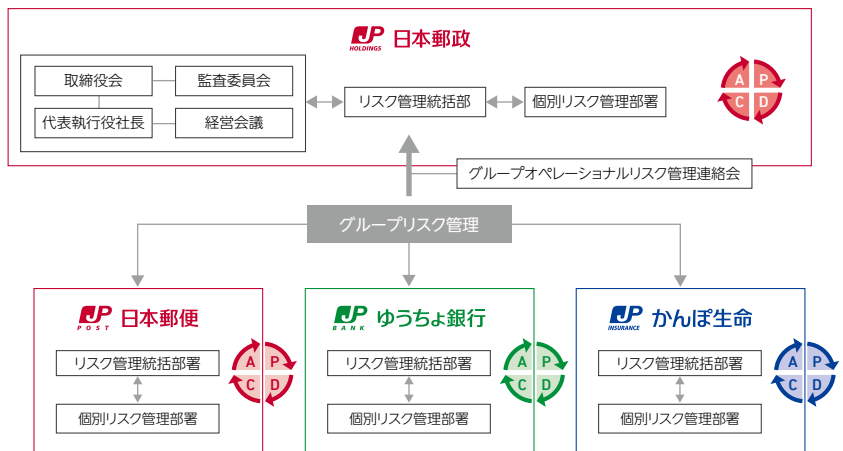 JP HOLDINGS 日本郵政
取締役会
監査委員会
代表執行役社長
経営会議
リスク管理統括部
個別リスク管理部署
A P
C D
グループオペレーショナルリスク管理連絡会
グループリスク管理
JP POST 日本郵便
リスク管理統括部署
個別リスク管理部署
A P
C D
JP BANK ゆうちょ銀行
リスク管理統括部署
個別リスク管理部署
A P
C D
JP INSURANCE かんぽ生命
リスク管理統括部署
個別リスク管理部署
A P
C D